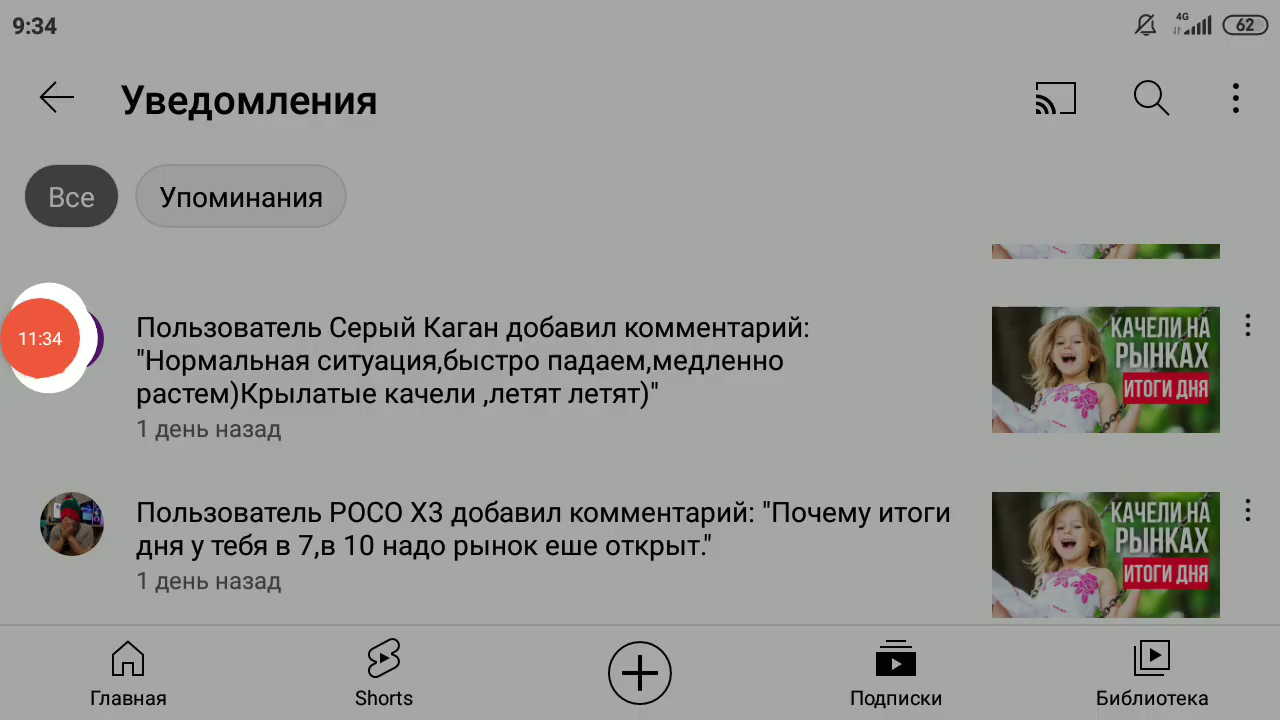 9:34
4G
62
Уведомления
Все
Упоминания
11:34
Пользователь Серый Каган добавил комментарий:
"Нормальная ситуация,быстро падаем,медленно
растем)Крылатые качели ,летят летят)"
1 день назад
КАЧЕЛИ НА
РЫНКАХ
ИТОГИ ДНЯ
Пользователь POCO X3 добавил комментарий: "Почему итоги
дня у тебя в 7,в 10 надо рынок еше открыт."
1 день назад
КАЧЕЛИ НА
РЫНКАХ
ИТОГИ ДНЯ
Главная
Shorts
Подписки
Библиотека